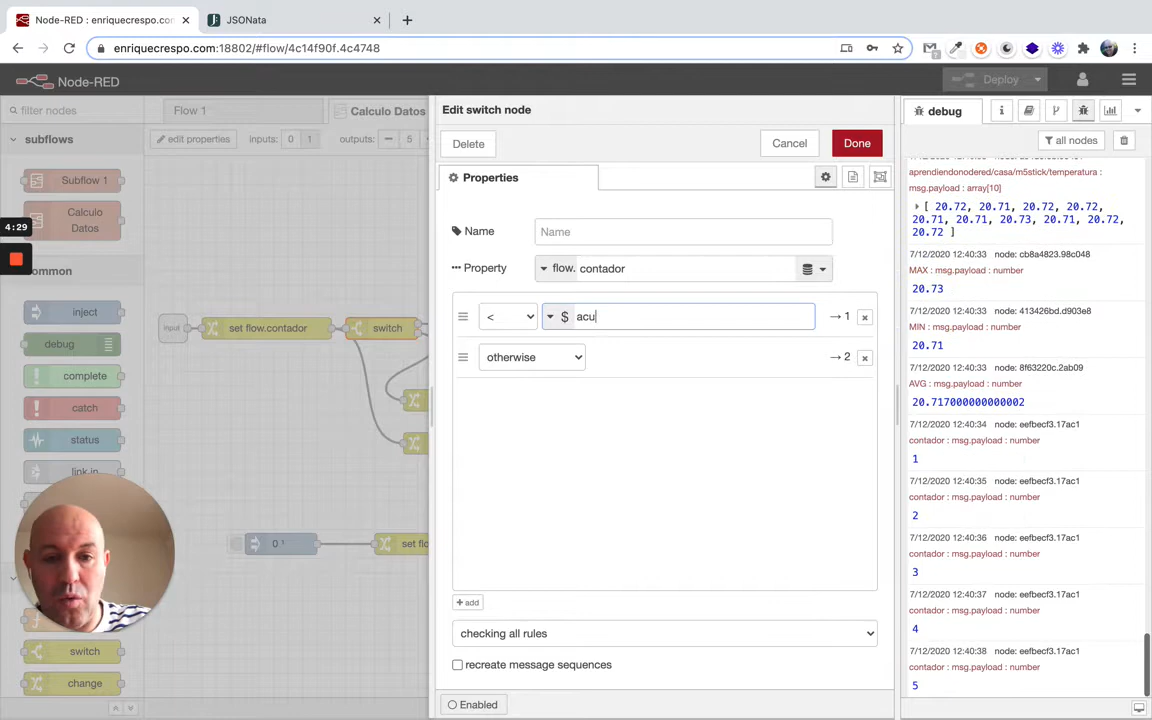 Node-RED : enriquecrespo.co
JSONata
enriquecrespo.com:18802/#flow/4c14f90f.4c4748
Node-RED
Deploy
filter nodes
Flow 1
Calculo Datos
Edit switch node
debug
subflows
edit properties
inputs: 0 1
outputs: 5
Delete
Cancel
Done
all nodes
Properties
Subflow 1
Calculo
Datos
4:29
ommon
inject
debug
complete
catch
status
link in
switch
change
input
set flow.contador
switch
0 ¹
set flo
Name
Name
Property
flow. contador
<
$ acu
→ 1
otherwise
→ 2
add
checking all rules
recreate message sequences
Enabled
aprendiendonodered/casa/m5stick/temperatura :
msg.payload : array[10]
[ 20.72, 20.71, 20.72, 20.72,
20.71, 20.71, 20.73, 20.71, 20.72,
20.72 ]
7/12/2020 12:40:33 node: cb8a4823.98c048
MAX : msg.payload : number
20.73
7/12/2020 12:40:33 node: 413426bd.d903e8
MIN : msg.payload : number
20.71
7/12/2020 12:40:33 node: 8f63220c.2ab09
AVG : msg.payload : number
20.717000000000002
7/12/2020 12:40:34 node: eefbecf3.17ac1
contador : msg.payload : number
1
7/12/2020 12:40:35 node: eefbecf3.17ac1
contador : msg.payload : number
2
7/12/2020 12:40:36 node: eefbecf3.17ac1
contador : msg.payload : number
3
7/12/2020 12:40:37 node: eefbecf3.17ac1
contador : msg.payload : number
4
7/12/2020 12:40:38 node: eefbecf3.17ac1
contador : msg.payload : number
5